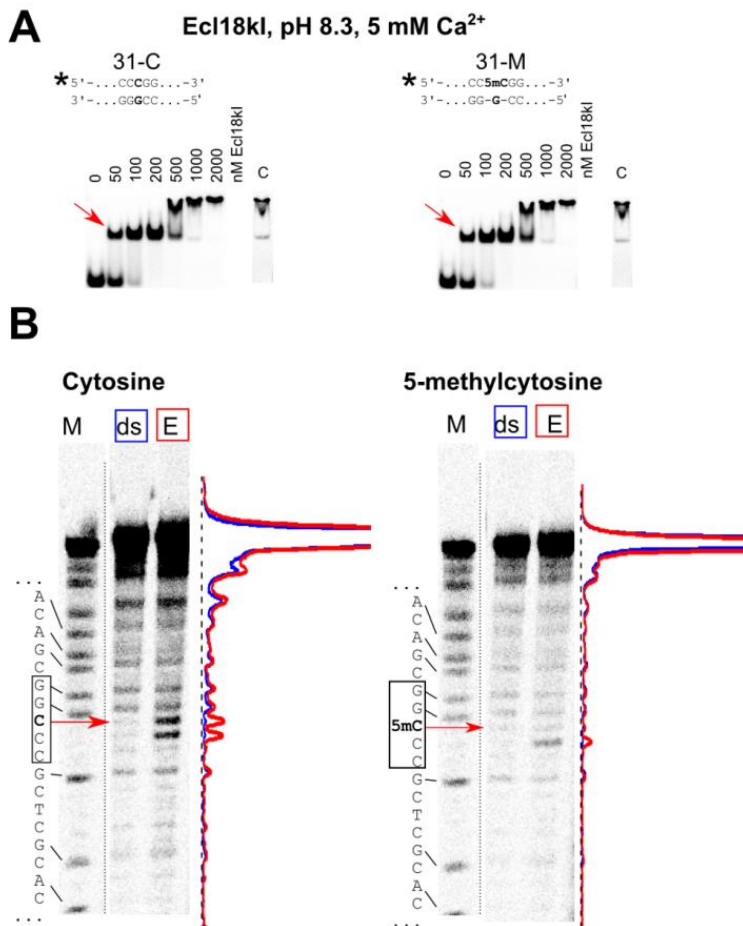 A
Ecl18kI, pH 8.3, 5 mM Ca2+
31-C
*5'-...CCCGG...-3'
3'-...GGGCC...-5'
0 50 100 200 500 1000 2000 nM Ecl18kI
C
31-M
*5'-...CC5mCGG...-3'
3'-...GG-G-CC...-5'
0 50 100 200 500 1000 2000 nM Ecl18kI
C
B
Cytosine
M ds E
...
A
C
A
G
C
G
G
C
C
C
G
C
T
C
G
C
A
C
...
5-methylcytosine
M ds E
...
A
C
A
G
C
G
G
5mC
C
C
G
C
T
C
G
C
A
C
...